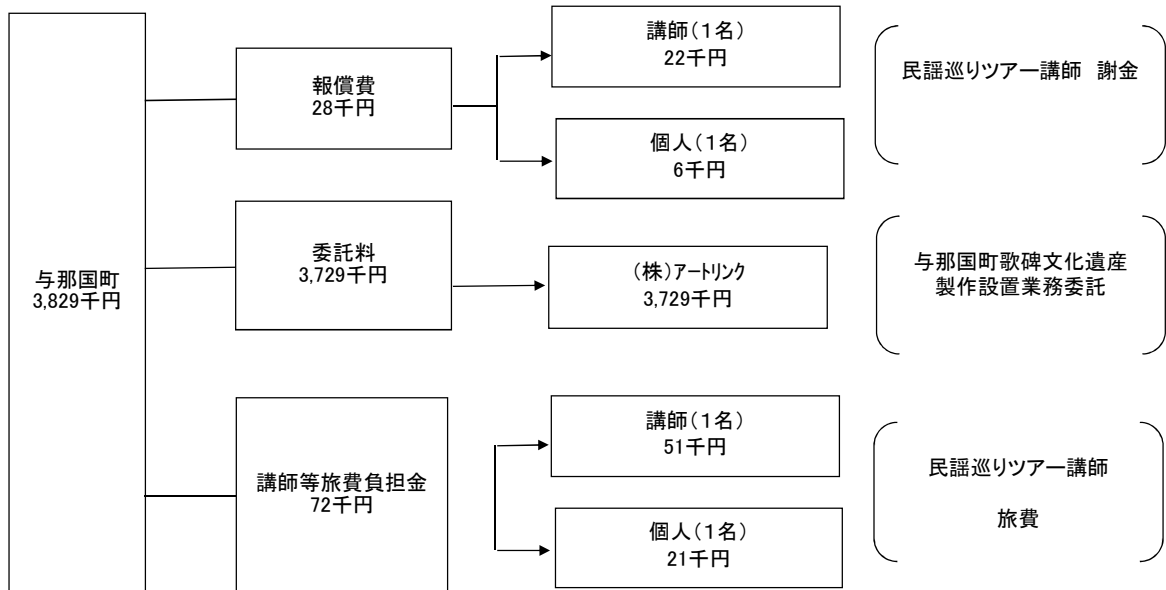 与那国町
3,829千円
報償費
28千円
講師（１名）
22千円
個人（１名）
6千円
民謡巡りツアー講師　謝金
委託料
3,729千円
（株）ｱｰﾄﾘﾝｸ
3,729千円
与那国町歌碑文化遺産
製作設置業務委託
講師等旅費負担金
72千円
講師（１名）
51千円
個人（１名）
21千円
民謡巡りツアー講師
旅費